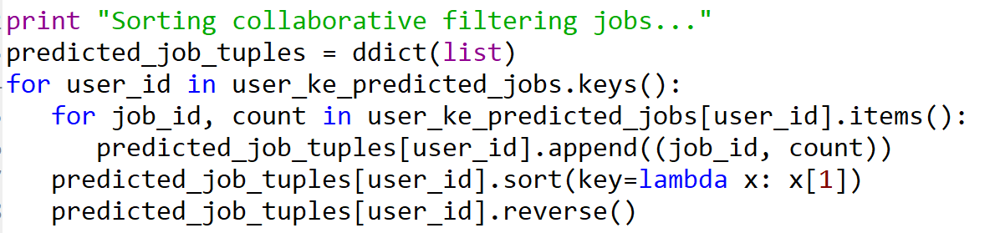 print "Sorting collaborative filtering jobs..."
predicted_job_tuples = ddict(list)
for user_id in user_ke_predicted_jobs.keys():
   for job_id, count in user_ke_predicted_jobs[user_id].items():
      predicted_job_tuples[user_id].append((job_id, count))
   predicted_job_tuples[user_id].sort(key=lambda x: x[1])
   predicted_job_tuples[user_id].reverse()